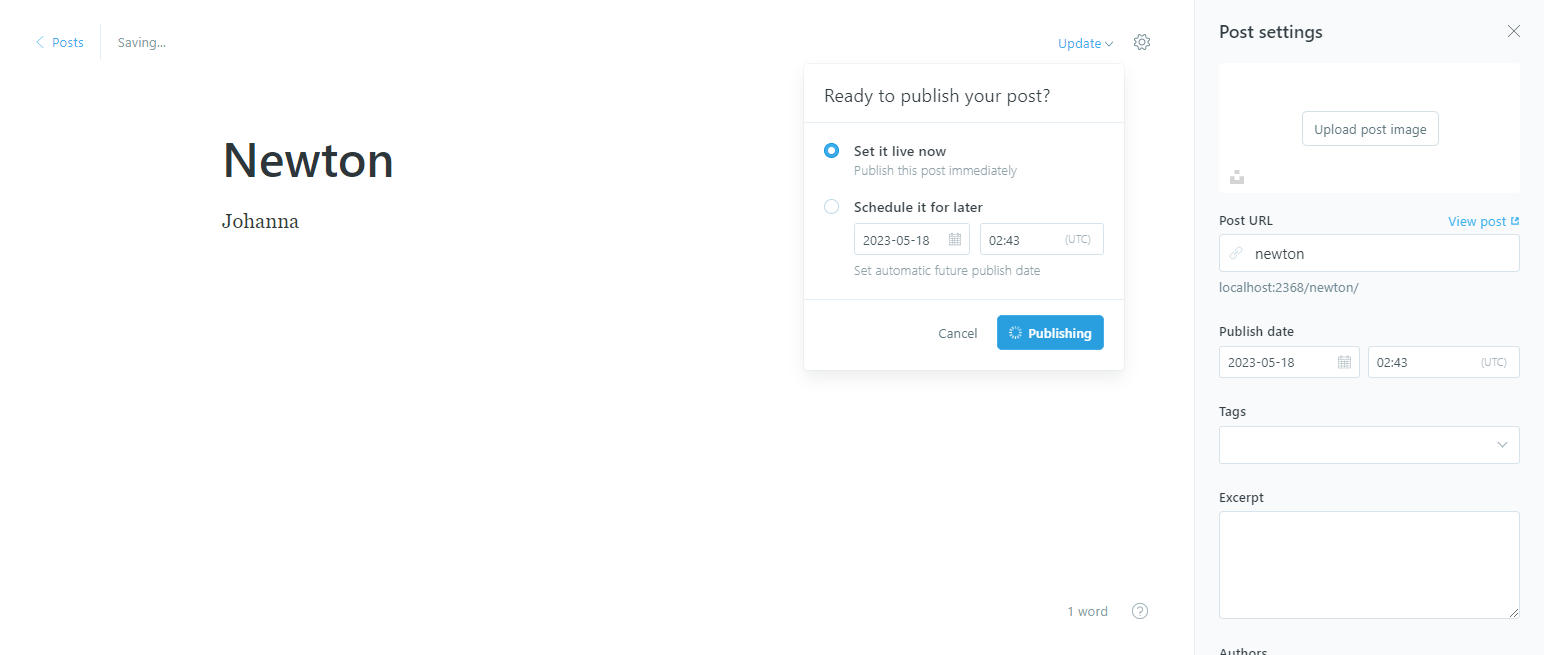 Posts
Saving...
Update
Newton
Johanna
Ready to publish your post?
Set it live now
Publish this post immediately
Schedule it for later
2023-05-18
02:43 (UTC)
Set automatic future publish date
Cancel
Publishing
1 word
?
Post settings
Upload post image
Post URL
View post
newton
localhost:2368/newton/
Publish date
2023-05-18
02:43 (UTC)
Tags
Excerpt
Authors